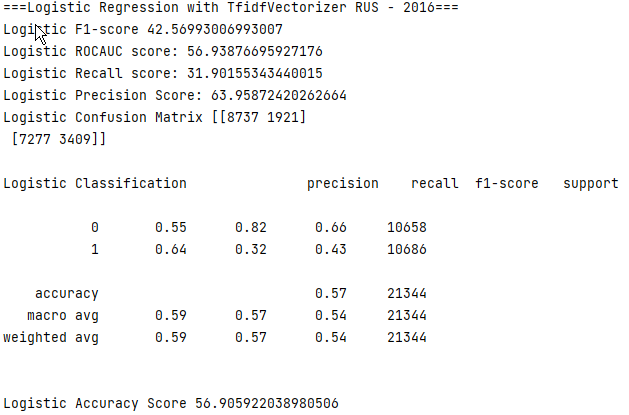 ===Logistic Regression with TfidfVectorizer RUS - 2016===
Logistic F1-score 42.56993006993007
Logistic ROCAUC score: 56.93876695927176
Logistic Recall score: 31.90155343440015
Logistic Precision Score: 63.95872420262664
Logistic Confusion Matrix [[8737 1921]
 [7277 3409]]
Logistic Classification               precision    recall  f1-score   support
           0       0.55      0.82      0.66     10658
           1       0.64      0.32      0.43     10686
    accuracy                           0.57     21344
   macro avg       0.59      0.57      0.54     21344
weighted avg       0.59      0.57      0.54     21344
Logistic Accuracy Score 56.905922038980506